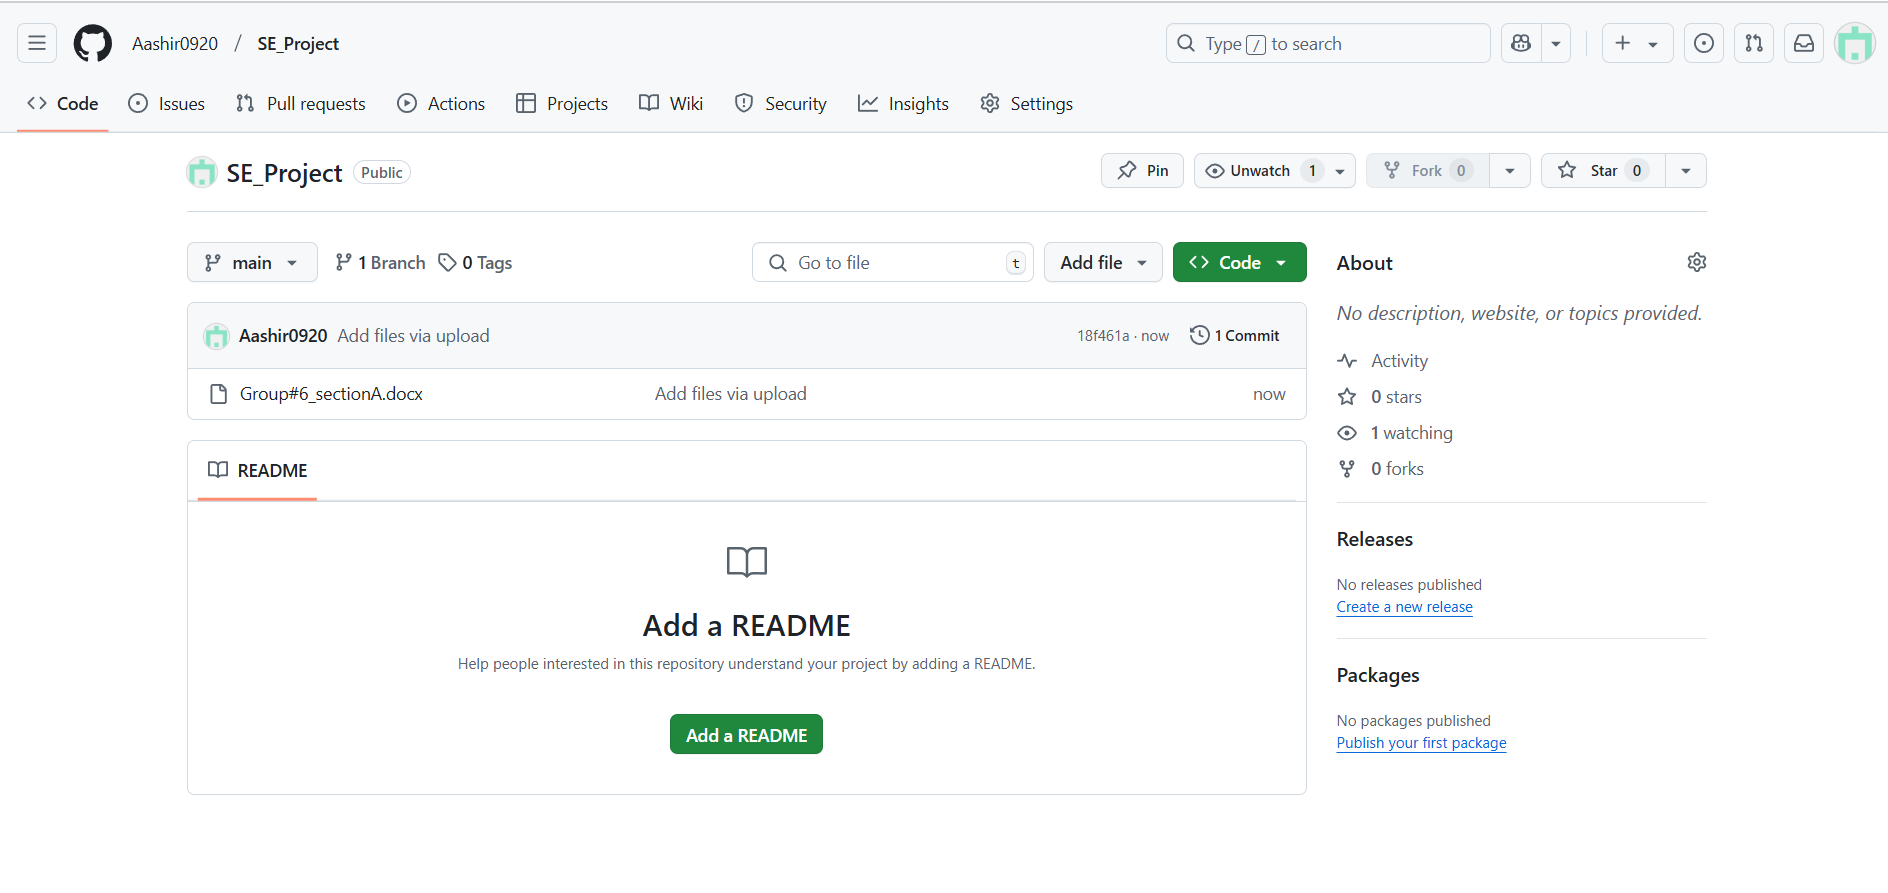 Aashir0920 / SE_Project
Type / to search
Code Issues Pull requests Actions Projects Wiki Security Insights Settings
SE_Project Public
Pin Unwatch 1 Fork 0 Star 0
main 1 Branch 0 Tags Go to file t Add file Code
Aashir0920 Add files via upload 18f461a · now 1 Commit
Group#6_sectionA.docx Add files via upload now
README
Add a README
Help people interested in this repository understand your project by adding a README.
Add a README
About
No description, website, or topics provided.
Activity
0 stars
1 watching
0 forks
Releases
No releases published
Create a new release
Packages
No packages published
Publish your first package